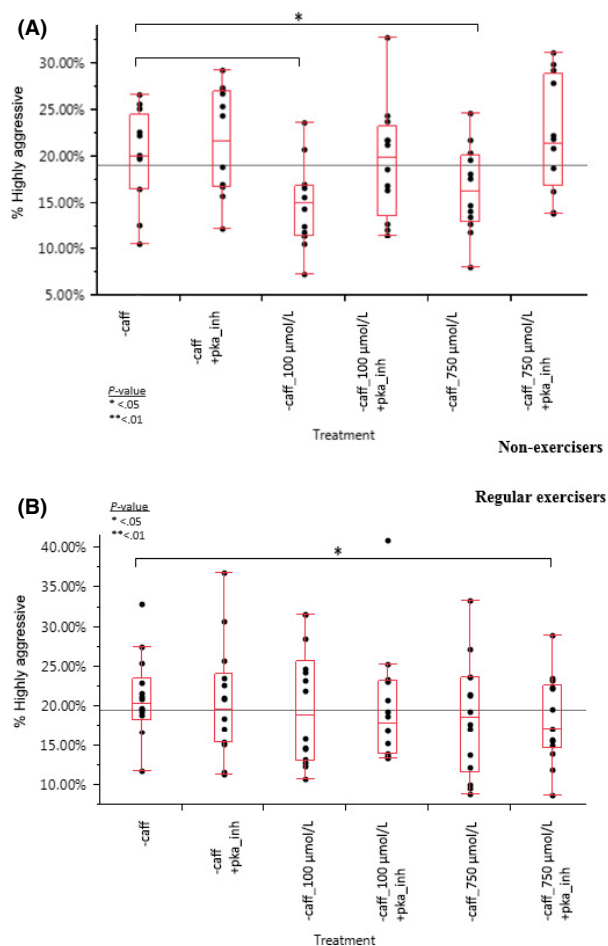 (A)
*
% Highly aggressive
30.00%
25.00%
20.00%
15.00%
10.00%
5.00%
-caff
-caff
+pka_inh
-caff_100 µmol/L
-caff_100 µmol/L
+pka_inh
-caff_750 µmol/L
-caff_750 µmol/L
+pka_inh
P-value
* <.05
**<.01
Treatment
Non-exercisers
Regular exercisers
(B)
P-value
* <.05
**<.01
*
% Highly aggressive
40.00%
35.00%
30.00%
25.00%
20.00%
15.00%
10.00%
-caff
-caff
+pka_inh
-caff_100 µmol/L
-caff_100 µmol/L
+pka_inh
-caff_750 µmol/L
-caff_750 µmol/L
+pka_inh
Treatment